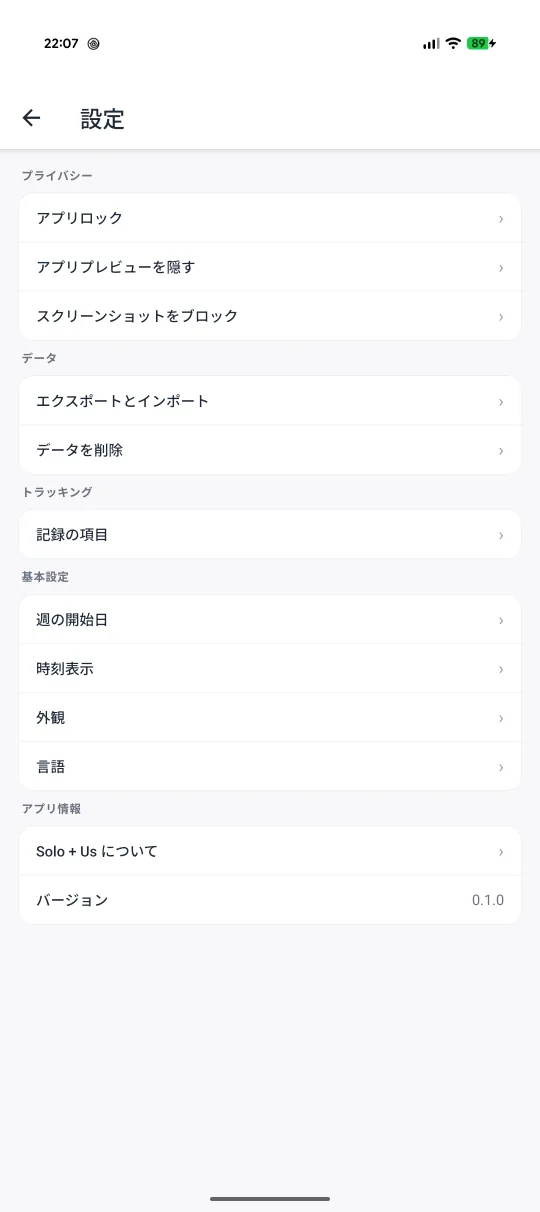 22:07
89
設定
プライバシー
アプリロック
アプリプレビューを隠す
スクリーンショットをブロック
データ
エクスポートとインポート
データを削除
トラッキング
記録の項目
基本設定
週の開始日
時刻表示
外観
言語
アプリ情報
Solo + Us について
バージョン 0.1.0